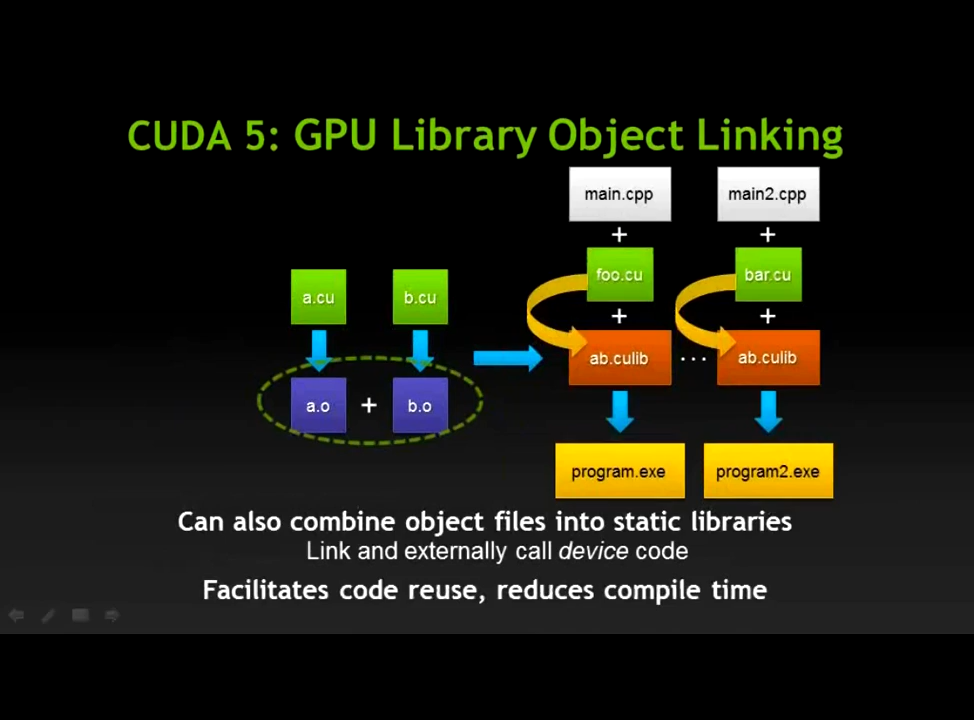 CUDA 5: GPU Library Object Linking
main.cpp
main2.cpp
+
+
foo.cu
bar.cu
a.cu
b.cu
+
+
ab.culib
...
ab.culib
a.o
+
b.o
program.exe
program2.exe
Can also combine object files into static libraries
Link and externally call device code
Facilitates code reuse, reduces compile time